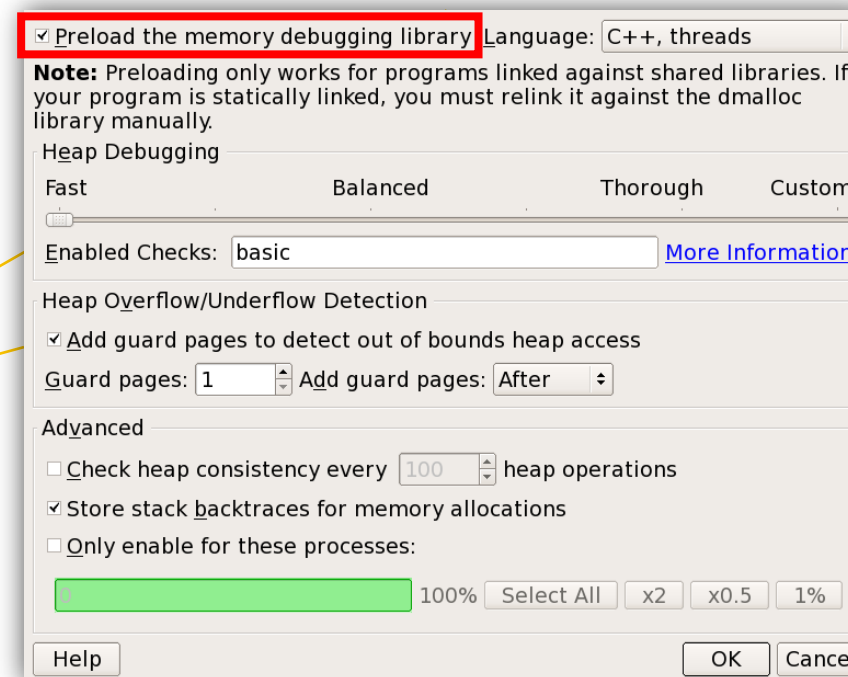 Preload the memory debugging library Language: C++, threads
Note: Preloading only works for programs linked against shared libraries. If
your program is statically linked, you must relink it against the dmalloc
library manually.
Heap Debugging
Fast Balanced Thorough Custom
Enabled Checks: basic More Information
Heap Overflow/Underflow Detection
Add guard pages to detect out of bounds heap access
Guard pages: 1 Add guard pages: After
Advanced
Check heap consistency every 100 heap operations
Store stack backtraces for memory allocations
Only enable for these processes:
0 100% Select All x2 x0.5 1%
Help OK Cance